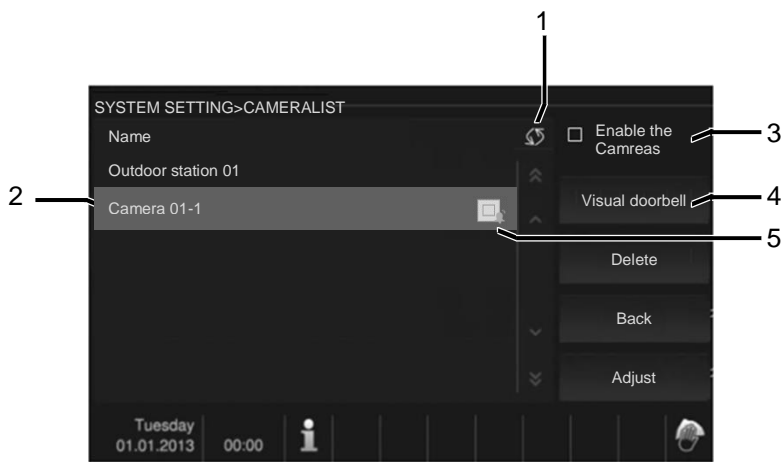 1
SYSTEM SETTING>CAMERALIST
Name
Enable the
Camreas
3
Outdoor station 01
2
Camera 01-1
Visual doorbell
4
5
Delete
Back
Adjust
Tuesday
01.01.2013
00:00